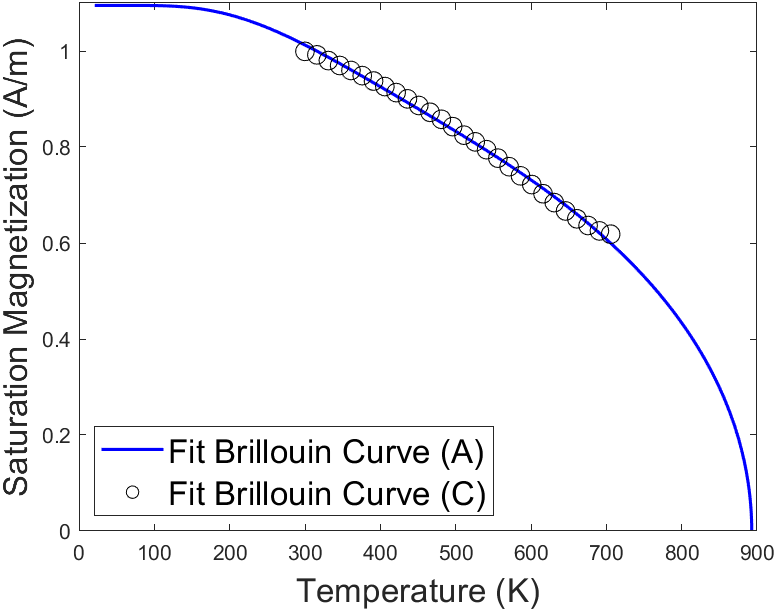 Saturation Magnetization (A/m)
1
0.8
0.6
0.4
0.2
0
Fit Brillouin Curve (A)
Fit Brillouin Curve (C)
0 100 200 300 400 500 600 700 800 900
Temperature (K)